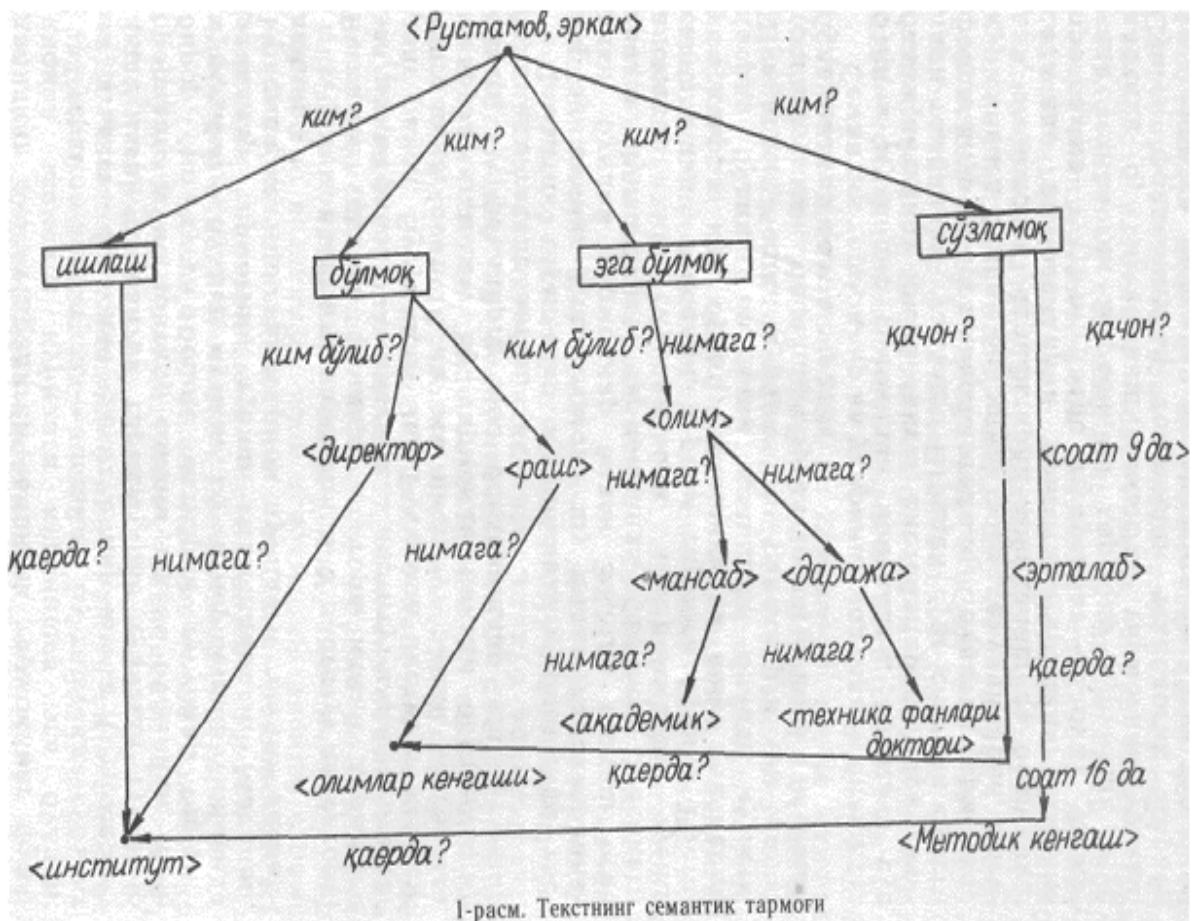 <Рустамов, эркак>
ким?
ким?
ким?
ким?
ишлаш
бўлмоқ
эга бўлмоқ
сўзламоқ
ким бўлиб?
ким бўлиб?
нимага?
қачон?
қачон?
<директор>
<раис>
<олим>
<соат 9 да>
нимага?
нимага?
қаерда?
нимага?
нимага?
<мансаб>
<даража>
<эрталаб>
нимага?
нимага?
қаерда?
<академик>
<техника фанлари
доктори>
<олимлар кенгаши>
қаерда?
соат 16 да
<институт>
қаерда?
<Методик кенгаш>
1-расм. Текстнинг семантик тармоғи